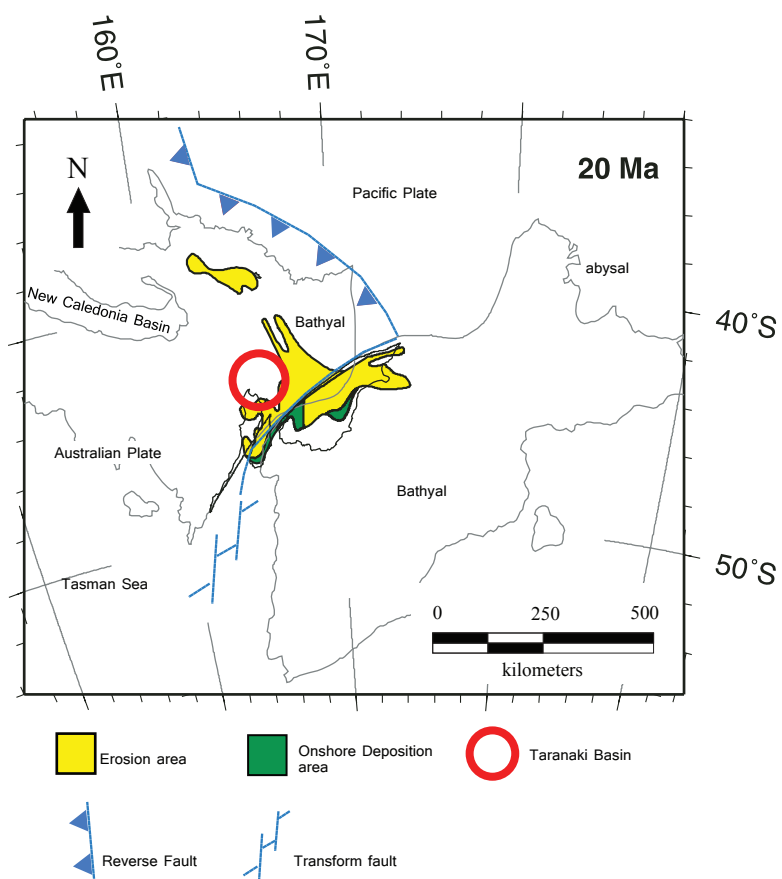 160°E
170°E
N
20 Ma
Pacific Plate
abysal
New Caledonia Basin
Bathyal
40°S
Australian Plate
Bathyal
Tasman Sea
50°S
0 250 500
kilometers
Erosion area
Onshore Deposition
area
Taranaki Basin
Reverse Fault
Transform fault